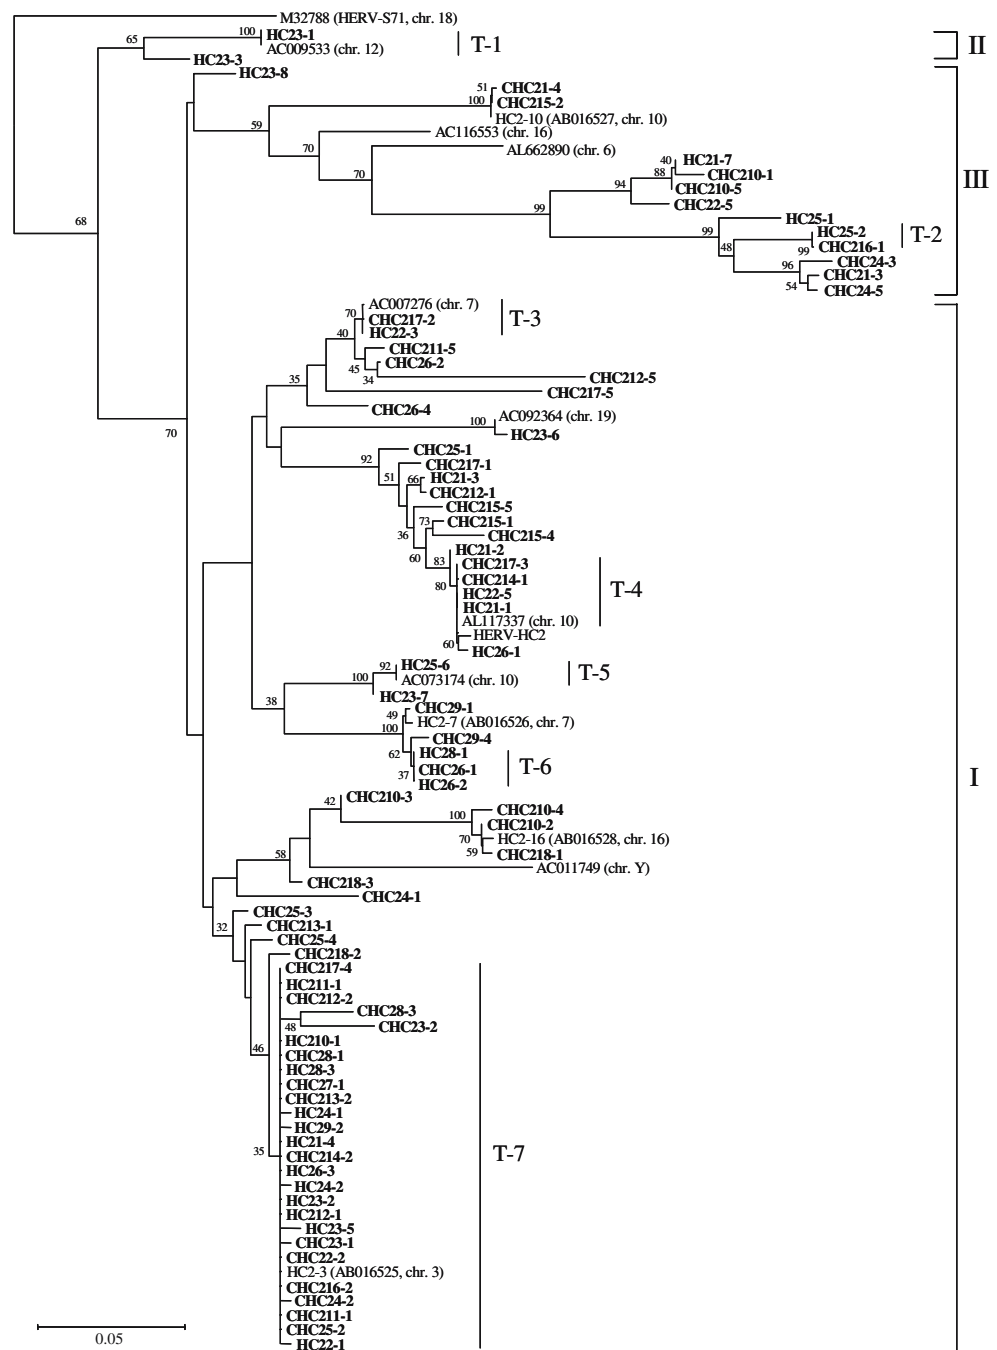 M32788 (HERV-S71, chr. 18)
100
HC23-1
65
AC009533 (chr. 12)
T-1
II
HC23-3
HC23-8
51
CHC21-4
100
CHC215-2
HC2-10 (AB016527, chr. 10)
59
AC116553 (chr. 16)
70
AL662890 (chr. 6)
40
HC21-7
70
88
CHC210-1
III
94
CHC210-5
CHC22-5
99
HC25-1
68
99
HC25-2
T-2
48
99
CHC216-1
96
CHC24-3
CHC21-3
54
CHC24-5
AC007276 (chr. 7)
70
CHC217-2
T-3
40
HC22-3
CHC211-5
45
CHC26-2
35
34
CHC212-5
CHC217-5
CHC26-4
AC092364 (chr. 19)
100
70
HC23-6
CHC25-1
92
CHC217-1
51
66
HC21-3
CHC212-1
CHC215-5
73
CHC215-1
36
CHC215-4
HC21-2
60
83
CHC217-3
80
CHC214-1
T-4
HC22-5
HC21-1
AL117337 (chr. 10)
HERV-HC2
60
HC26-1
92
HC25-6
T-5
100
AC073174 (chr. 10)
HC23-7
38
CHC29-1
49
HC2-7 (AB016526, chr. 7)
100
CHC29-4
62
HC28-1
T-6
37
CHC26-1
HC26-2
I
42
CHC210-3
100
CHC210-4
CHC210-2
70
HC2-16 (AB016528, chr. 16)
59
CHC218-1
58
AC011749 (chr. Y)
CHC218-3
CHC24-1
CHC25-3
32
CHC213-1
CHC25-4
CHC218-2
CHC217-4
HC211-1
CHC212-2
CHC28-3
48
CHC23-2
HC210-1
46
CHC28-1
HC28-3
CHC27-1
CHC213-2
HC24-1
HC29-2
HC21-4
35
CHC214-2
T-7
HC26-3
HC24-2
HC23-2
HC212-1
HC23-5
CHC23-1
CHC22-2
HC2-3 (AB016525, chr. 3)
CHC216-2
CHC24-2
CHC211-1
CHC25-2
HC22-1
0.05